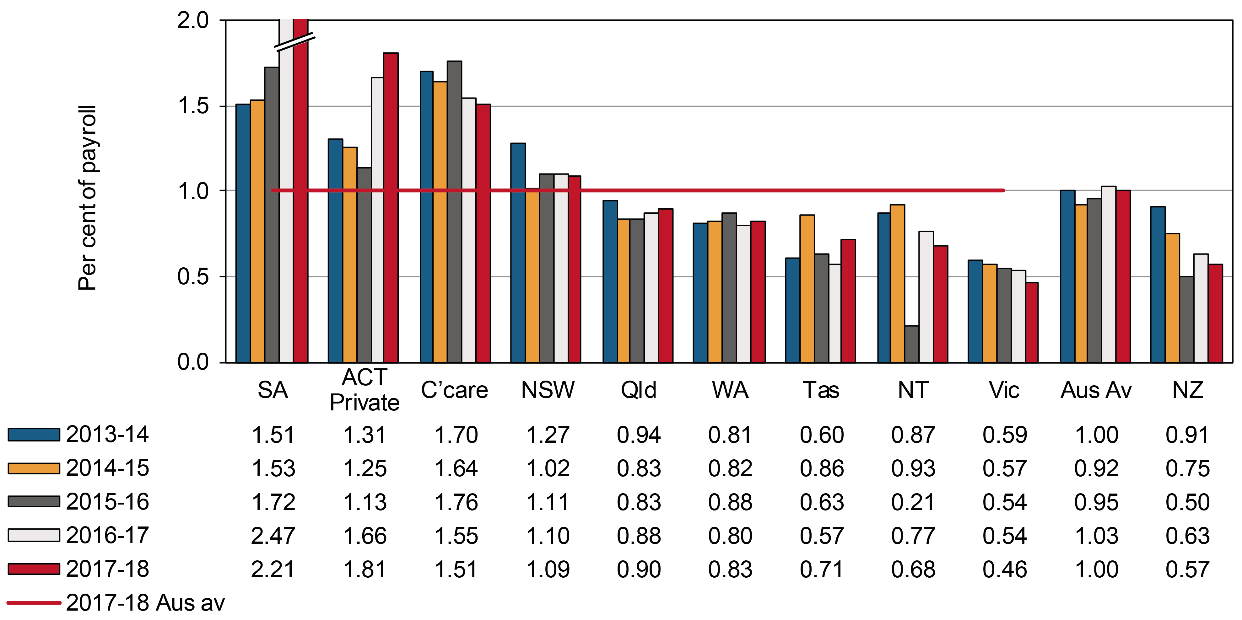 Per cent of payroll
2.0
1.5
1.0
0.5
0.0
SA ACT Private C'care NSW Qld WA Tas NT Vic Aus Av NZ
2013-14 1.51 1.31 1.70 1.27 0.94 0.81 0.60 0.87 0.59 1.00 0.91
2014-15 1.53 1.25 1.64 1.02 0.83 0.82 0.86 0.93 0.57 0.92 0.75
2015-16 1.72 1.13 1.76 1.11 0.83 0.88 0.63 0.21 0.54 0.95 0.50
2016-17 2.47 1.66 1.55 1.10 0.88 0.80 0.57 0.77 0.54 1.03 0.63
2017-18 2.21 1.81 1.51 1.09 0.90 0.83 0.71 0.68 0.46 1.00 0.57
2017-18 Aus av